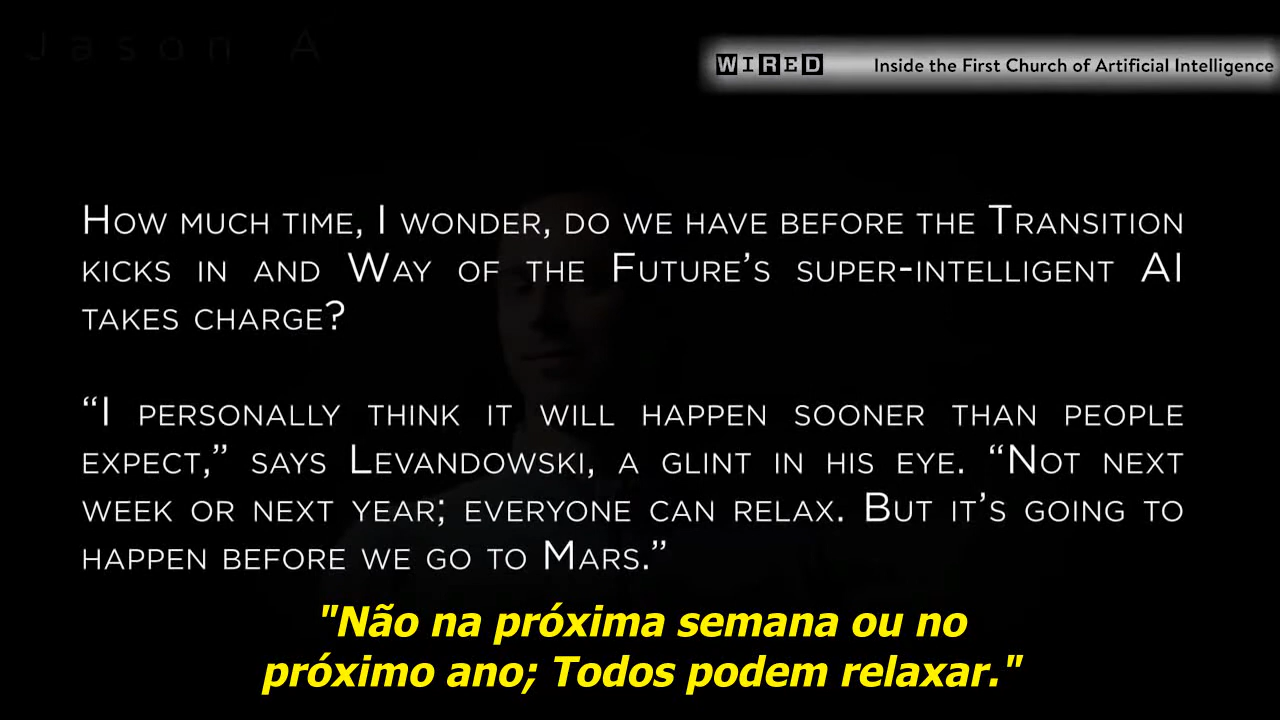 Jason A
WIRED Inside the First Church of Artificial Intelligence
How much time, I wonder, do we have before the Transition
kicks in and Way of the Future’s super-intelligent AI
takes charge?
“I personally think it will happen sooner than people
expect,” says Levandowski, a glint in his eye. “Not next
week or next year; everyone can relax. But it’s going to
happen before we go to Mars.”
"Não na próxima semana ou no
próximo ano; Todos podem relaxar."